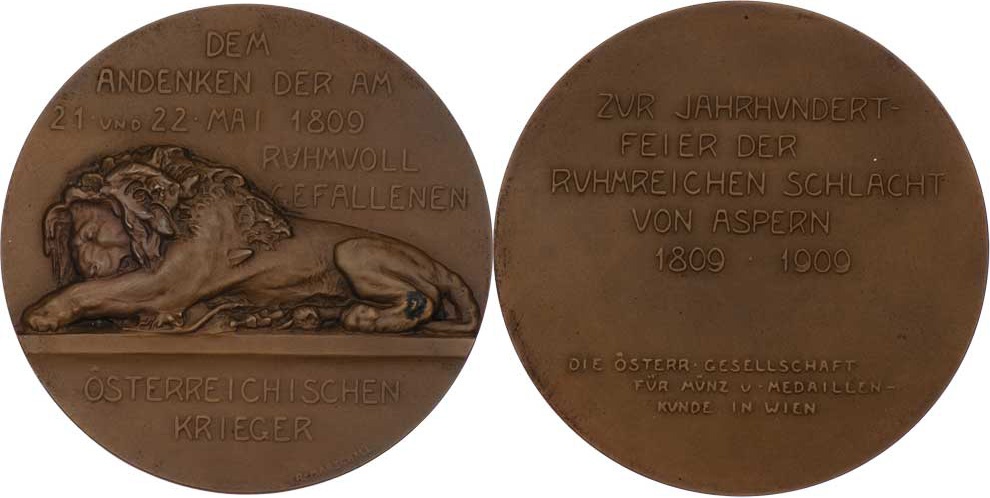 DEM
ANDENKEN DER AM
21 · UND 22 · MAI 1809
RVHMVOLL
GEFALLENEN
ÖSTERREICHISCHEN
KRIEGER
ZVR JAHRHVNDERT-
FEIER DER
RVHMREICHEN SCHLACHT
VON ASPERN
1809 · 1909
DIE ÖSTERR · GESELLSCHAFT
FÜR MÜNZ U · MEDAILLEN-
KUNDE IN WIEN